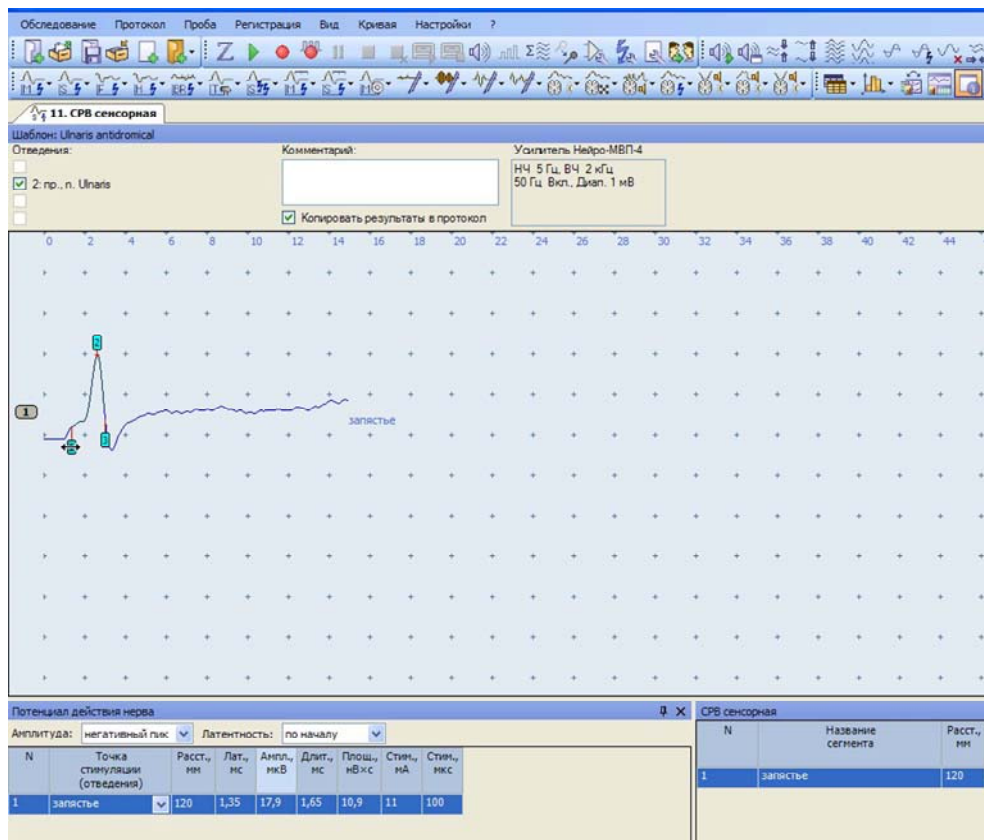 Обследование Протокол Проба Регистрация Вид Кривая Настройки ?
11. СРВ сенсорная
Шаблон: Ulnaris antidromical
Отведения: Комментарий: Усилитель Нейро-МВП-4
НЧ 5 Гц, ВЧ 2 кГц
2: пр., n. Ulnaris 50 Гц Вкл., Диап. 1 мВ
Копировать результаты в протокол
0 2 4 6 8 10 12 14 16 18 20 22 24 26 28 30 32 34 36 38 40 42 44
2
1
запястье
3
Потенциал действия нерва СРВ сенсорная
Амплитуда: негативный пик Латентность: по началу
N Точка стимуляции (отведения) Расст., мм Лат., мс Ампл., мкВ Длит., мс Площ., нВ×с Стим., мА Стим., мкс N Название сегмента Расст., мм
1 запястье 120 1,35 17,9 1,65 10,9 11 100 1 запястье 120